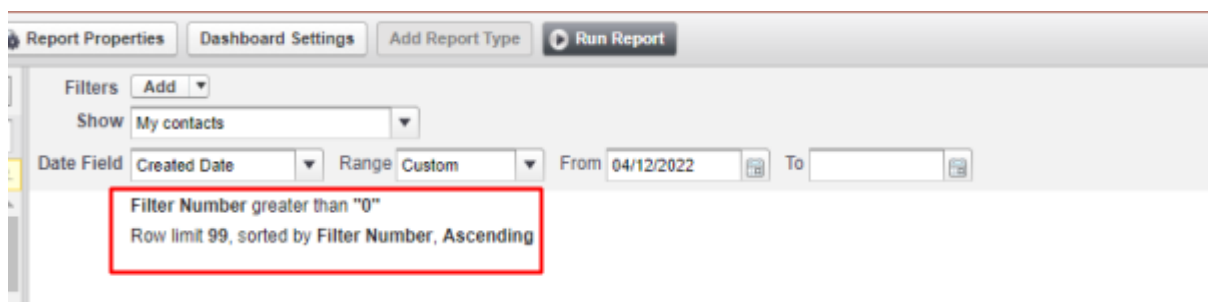 Report Properties Dashboard Settings Add Report Type Run Report
Filters Add
Show My contacts
Date Field Created Date Range Custom From 04/12/2022 To
Filter Number greater than "0"
Row limit 99, sorted by Filter Number, Ascending